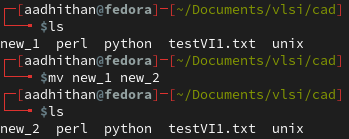 ┌─[aadhithan@fedora]─[~/Documents/vlsi/cad]
└──╼ $ls
new_1  perl  python  testVI1.txt  unix
┌─[aadhithan@fedora]─[~/Documents/vlsi/cad]
└──╼ $mv new_1 new_2
┌─[aadhithan@fedora]─[~/Documents/vlsi/cad]
└──╼ $ls
new_2  perl  python  testVI1.txt  unix